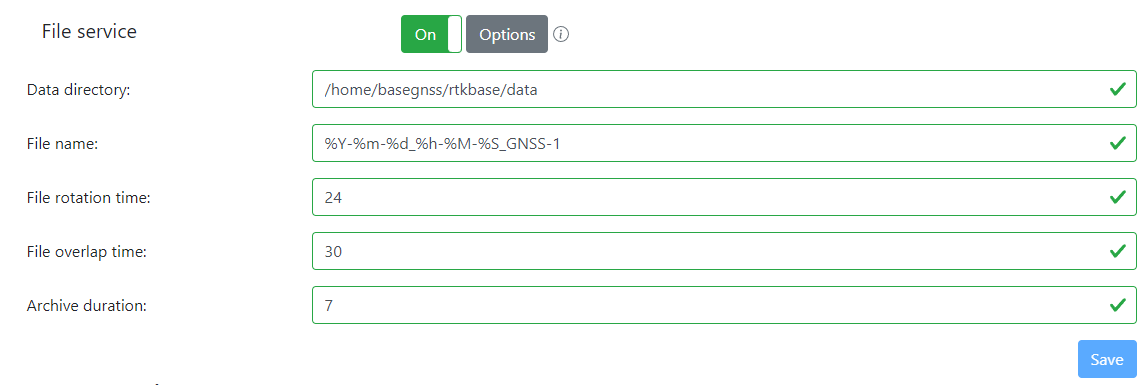 File service On Options
Data directory: /home/basegnss/rtkbase/data
File name: %Y-%m-%d_%h-%M-%S_GNSS-1
File rotation time: 24
File overlap time: 30
Archive duration: 7
Save